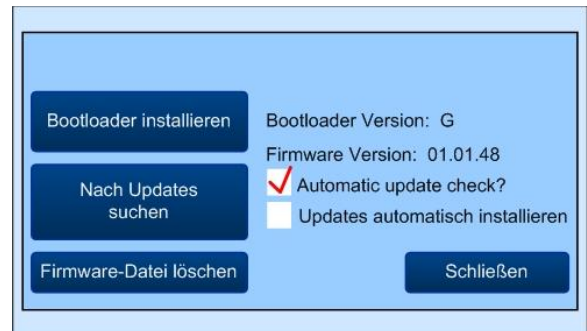 Bootloader installieren
Bootloader Version: G
Firmware Version: 01.01.48
Nach Updates
suchen
Automatic update check?
Updates automatisch installieren
Firmware-Datei löschen
Schließen